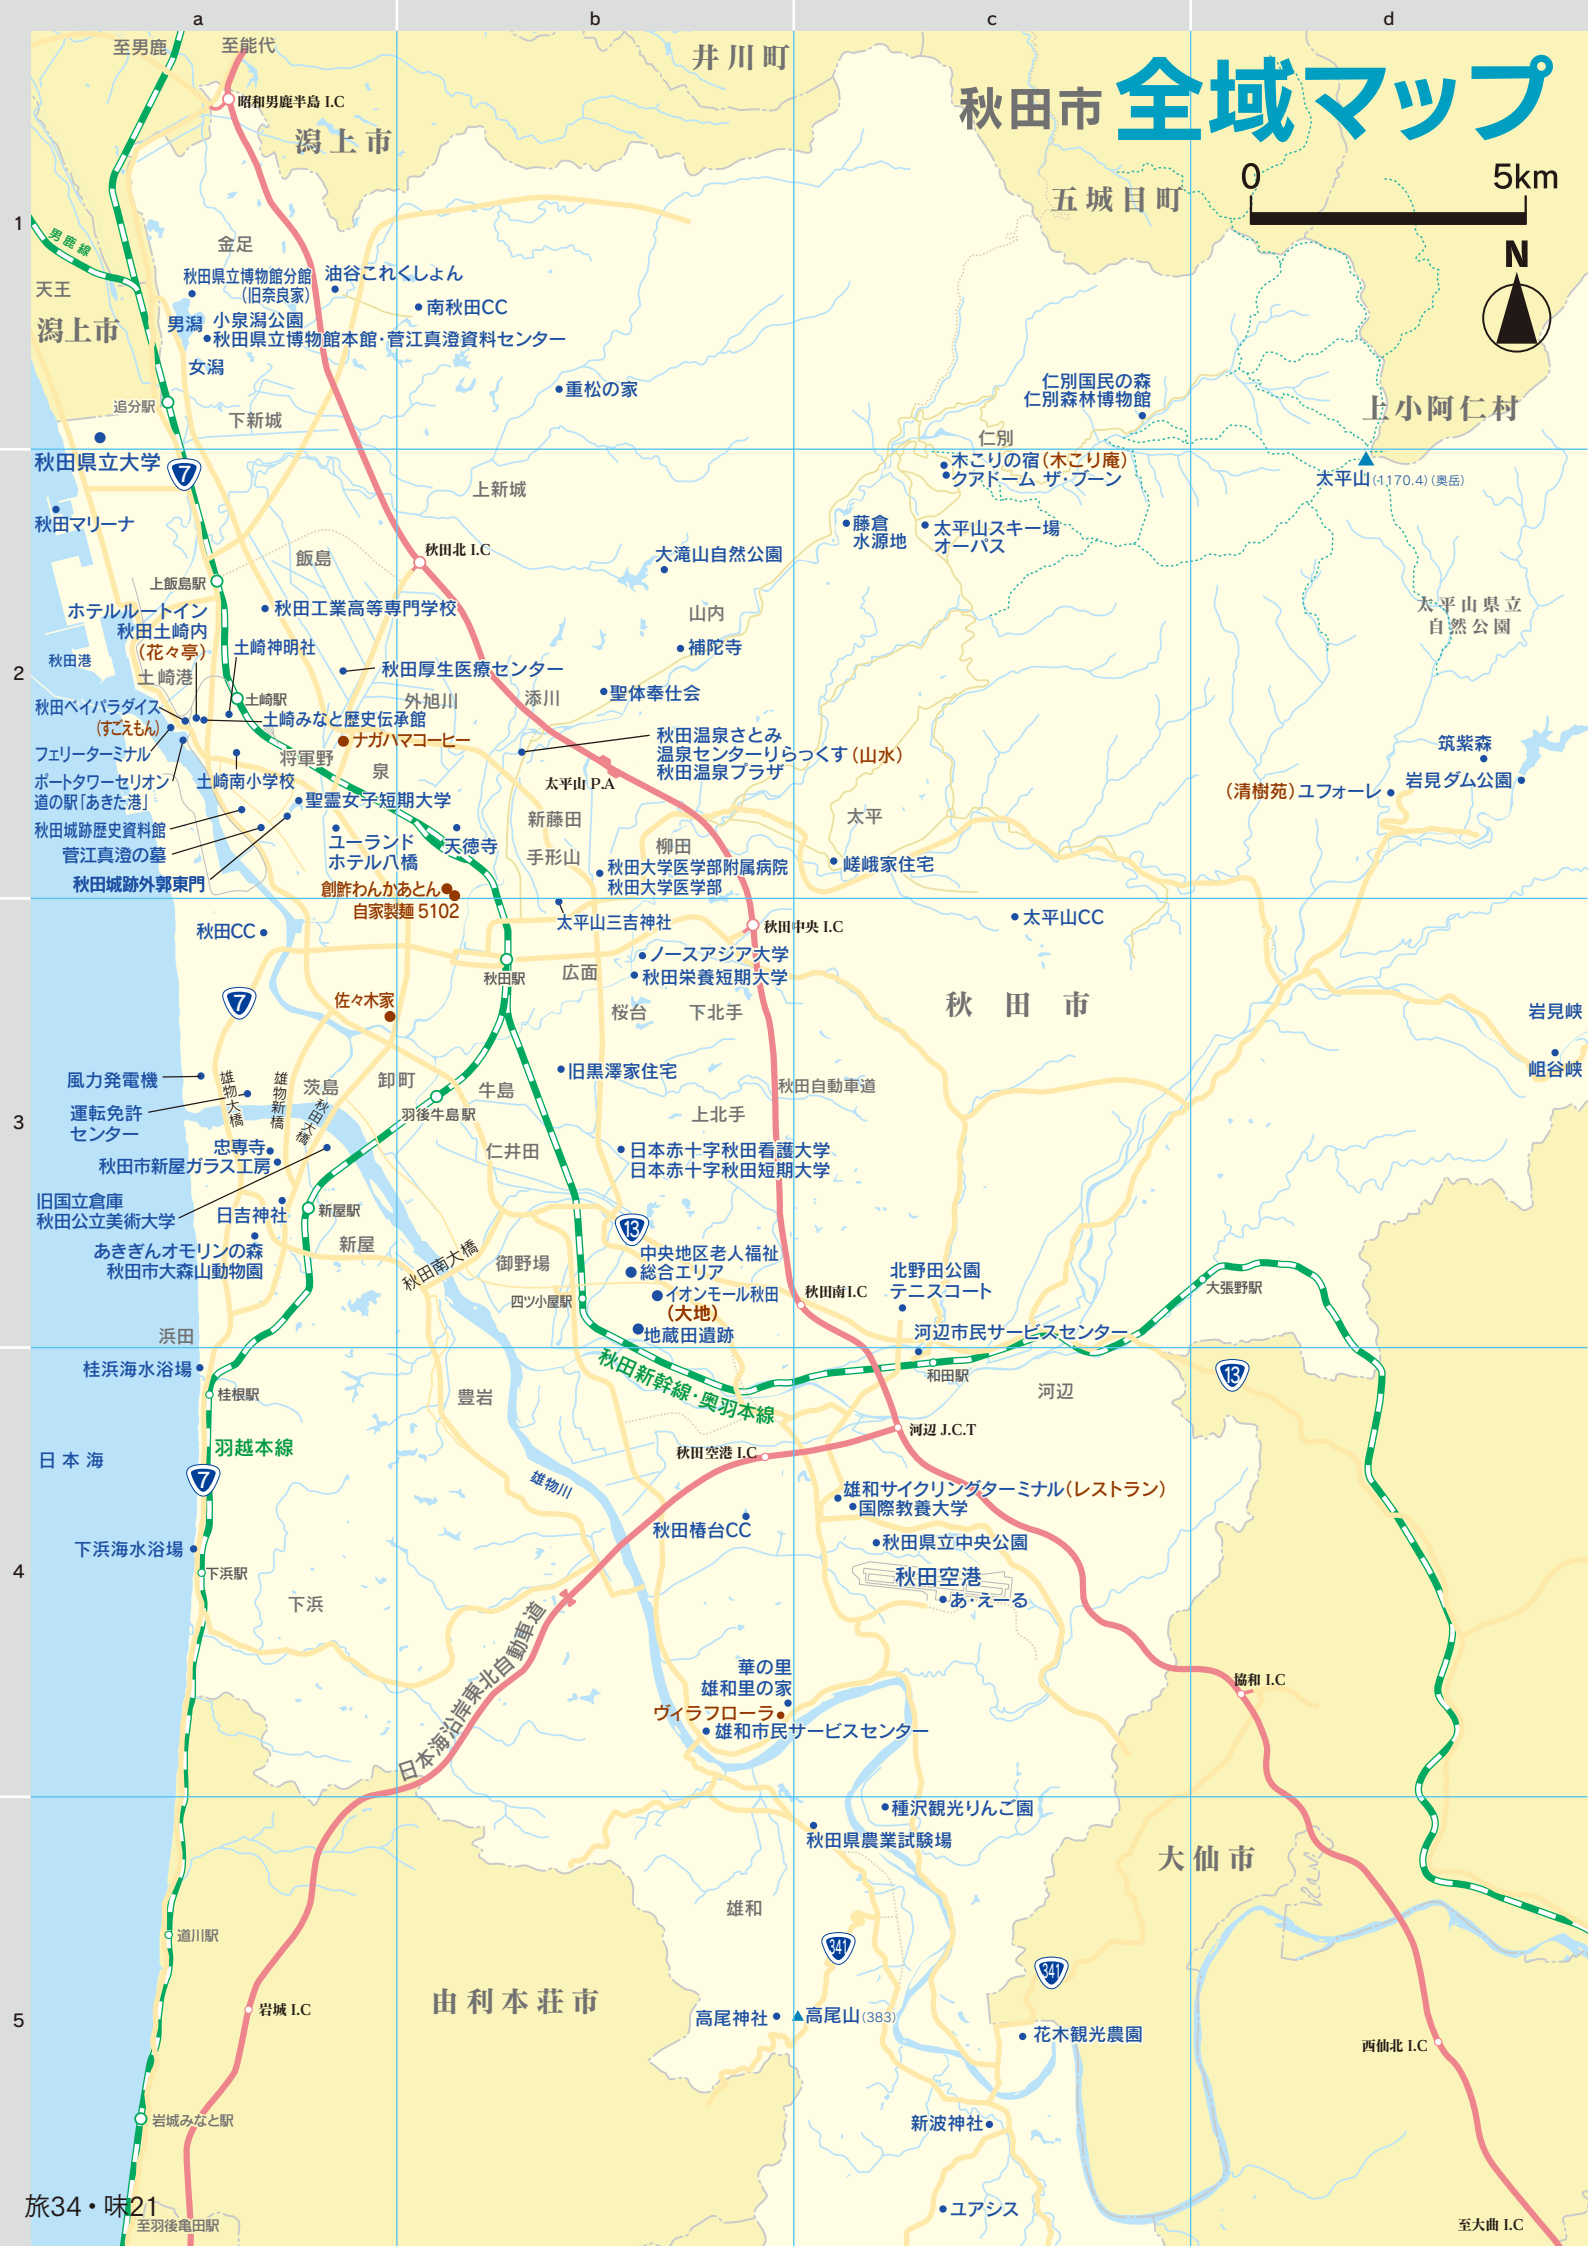 a
b
c
d
至男鹿
至能代
井川町
秋田市 全域マップ
昭和男鹿半島 I.C
潟上市
0
5km
五城目町
1
男鹿線
金足
N
秋田県立博物館分館
(旧奈良家)
油谷これくしょん
天王
南秋田CC
潟上市
男潟
小泉潟公園
秋田県立博物館本館・菅江真澄資料センター
女潟
重松の家
仁別国民の森
仁別森林博物館
追分駅
下新城
上小阿仁村
仁別
秋田県立大学
7
木こりの宿(木こり庵)
クアドーム ザ・ブーン
太平山(1170.4)(奥岳)
上新城
秋田マリーナ
藤倉
水源地
太平山スキー場
オーパス
秋田北 I.C
飯島
大滝山自然公園
上飯島駅
ホテルルートイン
秋田土崎内
(花々亭)
秋田工業高等専門学校
山内
太平山県立
自然公園
土崎神明社
補陀寺
秋田港
2
土崎港
秋田厚生医療センター
外旭川
添川
聖体奉仕会
土崎駅
秋田ベイパラダイス
(すごえもん)
土崎みなと歴史伝承館
ナガハマコーヒー
秋田温泉さとみ
温泉センターりらっくす(山水)
秋田温泉プラザ
フェリーターミナル
将軍野
泉
筑紫森
ポートタワーセリオン
道の駅「あきた港」
土崎南小学校
太平山 P.A
岩見ダム公園
(清樹苑)ユフォーレ
聖霊女子短期大学
秋田城跡歴史資料館
新藤田
太平
菅江真澄の墓
ユーランド
ホテル八橋
天徳寺
手形山
柳田
嵯峨家住宅
秋田城跡外郭東門
秋田大学医学部附属病院
秋田大学医学部
創鮓わんかあとん
自家製麺 5102
秋田CC
太平山三吉神社
秋田中央 I.C
太平山CC
ノースアジア大学
秋田栄養短期大学
秋田駅
広面
7
佐々木家
桜台
下北手
秋田市
岩見峡
岨谷峡
風力発電機
運転免許
センター
雄物大橋
雄物新橋
秋田大橋
茨島
卸町
牛島
旧黒澤家住宅
秋田自動車道
羽後牛島駅
上北手
3
忠専寺
秋田市新屋ガラス工房
仁井田
日本赤十字秋田看護大学
日本赤十字秋田短期大学
旧国立倉庫
秋田公立美術大学
日吉神社
新屋駅
13
あきぎんオモリンの森
秋田市大森山動物園
新屋
秋田南大橋
御野場
中央地区老人福祉
総合エリア
イオンモール秋田
(大地)
四ツ小屋駅
秋田南I.C
北野田公園
テニスコート
大張野駅
地蔵田遺跡
河辺市民サービスセンター
浜田
桂浜海水浴場
桂根駅
秋田新幹線・奥羽本線
和田駅
河辺
13
豊岩
日本海
羽越本線
7
秋田空港 I.C
河辺 J.C.T
雄物川
雄和サイクリングターミナル(レストラン)
国際教養大学
秋田椿台CC
秋田県立中央公園
下浜海水浴場
4
下浜駅
秋田空港
あ・えーる
下浜
日本海沿岸東北自動車道
華の里
雄和里の家
ヴィラフローラ
雄和市民サービスセンター
協和 I.C
種沢観光りんご園
秋田県農業試験場
大仙市
雄和
341
341
道川駅
由利本荘市
5
岩城 I.C
高尾神社
高尾山(383)
花木観光農園
西仙北 I.C
岩城みなと駅
新波神社
旅34・味21
至羽後亀田駅
ユアシス
至大曲 I.C